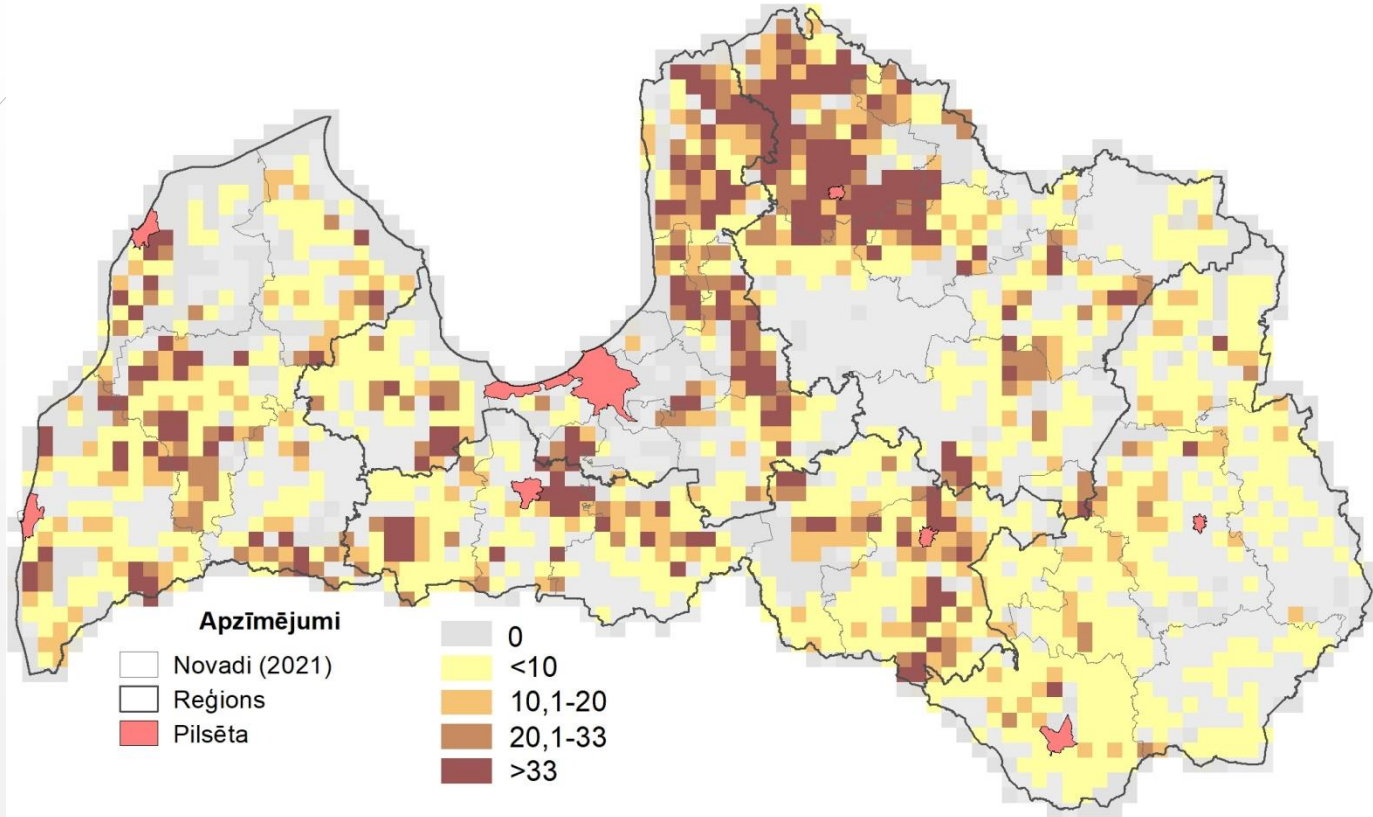 Apzīmējumi
Novadi (2021)
Reģions
Pilsēta
0
<10
10,1-20
20,1-33
>33